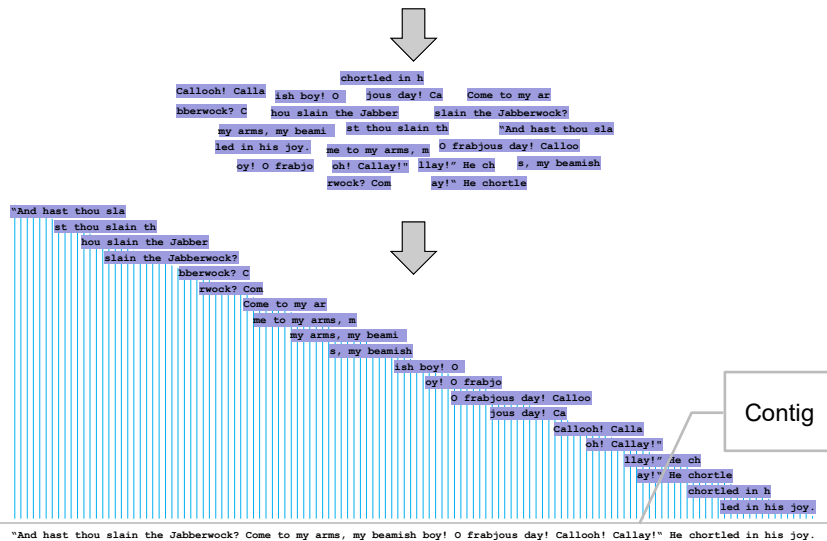 chortled in h
Callooh! Calla ish boy! O jous day! Ca Come to my ar
bberwock? C hou slain the Jabber slain the Jabberwock?
my arms, my beami st thou slain th “And hast thou sla
led in his joy. me to my arms, m O frabjous day! Calloo
oy! O frabjo oh! Callay!" llay!” He ch s, my beamish
rwock? Com ay!“ He chortle
“And hast thou sla
st thou slain th
hou slain the Jabber
slain the Jabberwock?
bberwock? C
rwock? Com
Come to my ar
me to my arms, m
my arms, my beami
s, my beamish
ish boy! O
oy! O frabjo
O frabjous day! Calloo
jous day! Ca
Contig
Callooh! Calla
oh! Callay!"
llay!” He ch
ay!“ He chortle
chortled in h
led in his joy.
“And hast thou slain the Jabberwock? Come to my arms, my beamish boy! O frabjous day! Callooh! Callay!“ He chortled in his joy.